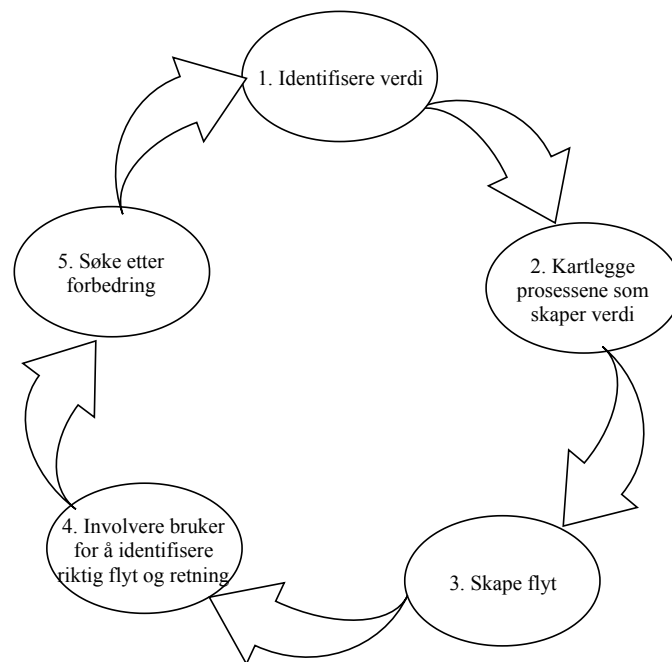 1. Identifisere verdi
2. Kartlegge
prosessene som
skaper verdi
3. Skape flyt
4. Involvere bruker
for å identifisere
riktig flyt og retning
5. Søke etter
forbedring